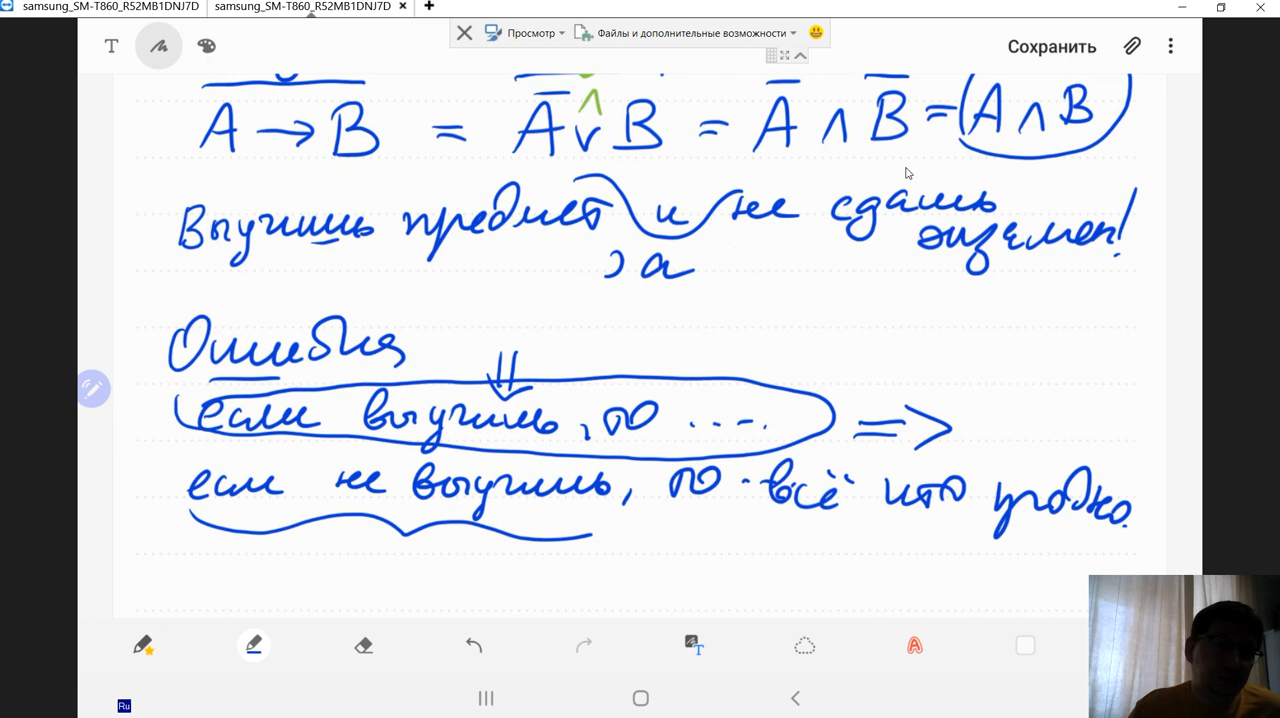 samsung_SM-T860_R52MB1DNJ7D samsung_SM-T860_R52MB1DNJ7D
Просмотр Файлы и дополнительные возможности
T Сохранить
A → B = A̅ ∨ B = A̅ ∧ B̅ = (A ∧ B
∧
Выучишь предмет и не сдашь
экзамен!
, а
Ошибка
если выучишь, то ....
=>
если не выучишь, то всё что угодно.
Ru